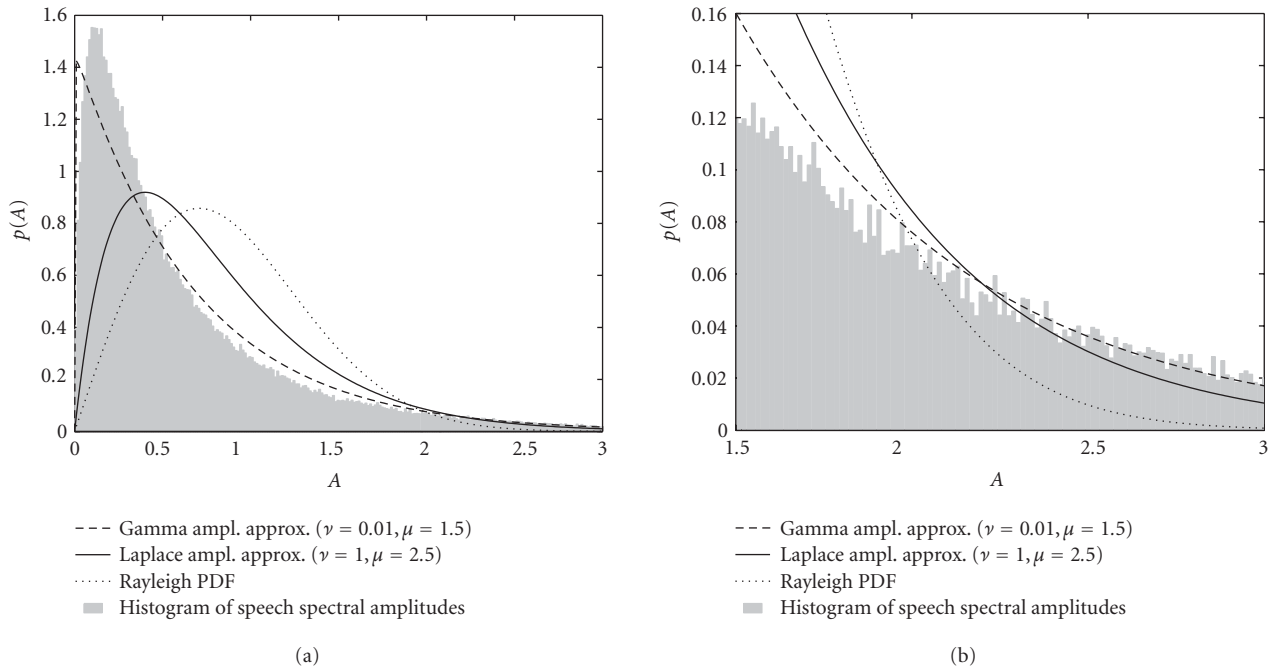 1.6
1.4
1.2
1
0.8
0.6
0.4
0.2
0
p(A)
0 0.5 1 1.5 2 2.5 3
A
Gamma ampl. approx. (ν = 0.01, μ = 1.5)
Laplace ampl. approx. (ν = 1, μ = 2.5)
Rayleigh PDF
Histogram of speech spectral amplitudes
(a)
0.16
0.14
0.12
0.1
0.08
0.06
0.04
0.02
0
p(A)
1.5 2 2.5 3
A
Gamma ampl. approx. (ν = 0.01, μ = 1.5)
Laplace ampl. approx. (ν = 1, μ = 2.5)
Rayleigh PDF
Histogram of speech spectral amplitudes
(b)